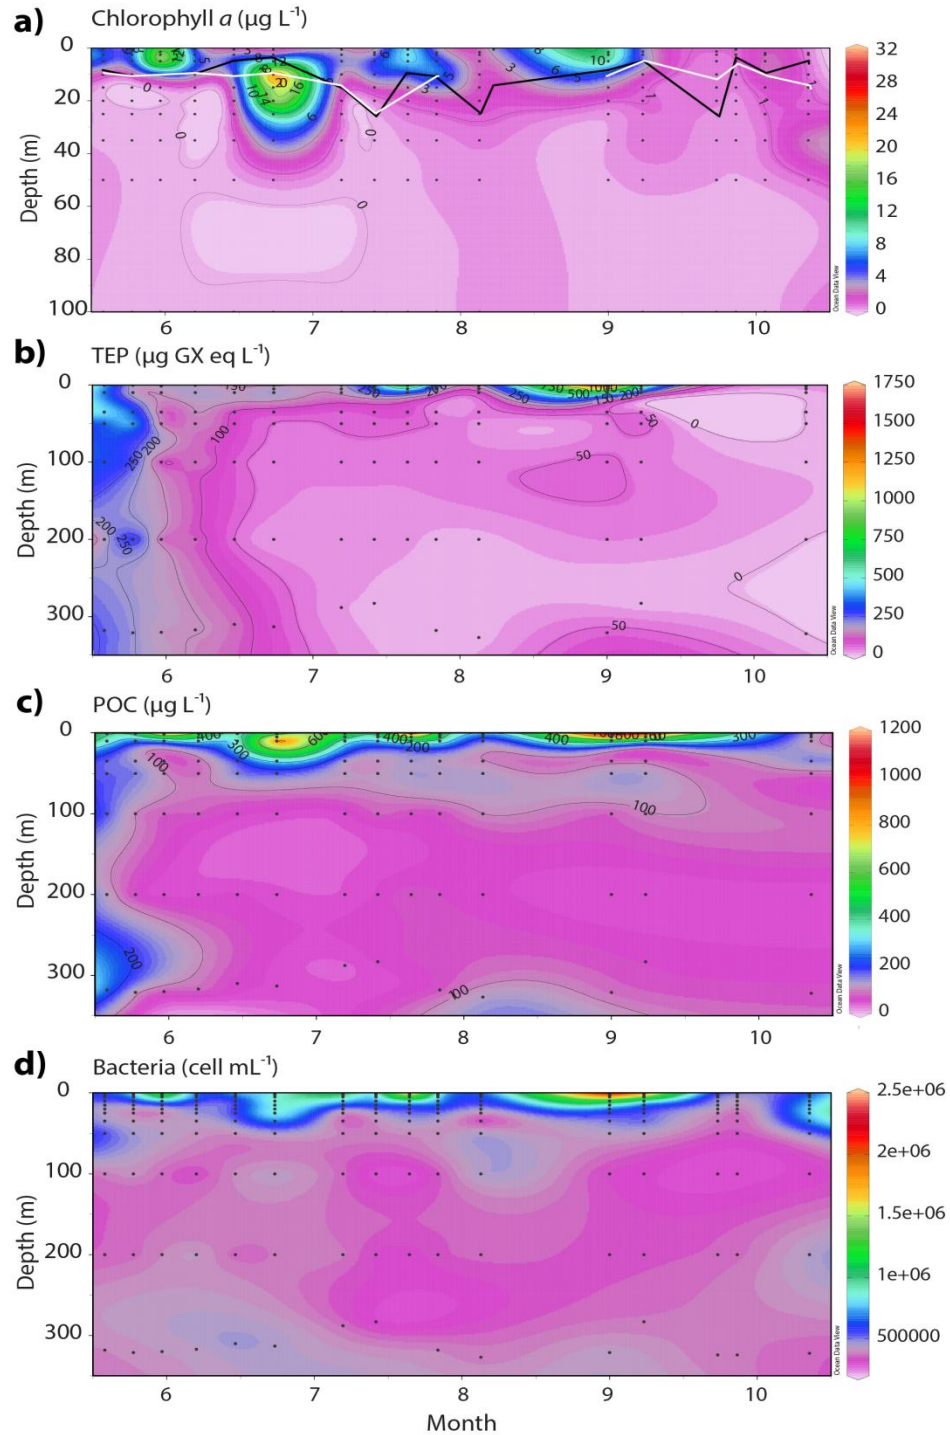 a) Chlorophyll a (µg L⁻¹)
0
20
40
60
80
100
Depth (m)
6 7 8 9 10
32
28
24
20
16
12
8
4
0
Ocean Data View
b) TEP (µg GX eq L⁻¹)
0
100
200
300
Depth (m)
6 7 8 9 10
1750
1500
1250
1000
750
500
250
0
Ocean Data View
c) POC (µg L⁻¹)
0
100
200
300
Depth (m)
6 7 8 9 10
1200
1000
800
600
400
200
0
Ocean Data View
d) Bacteria (cell mL⁻¹)
0
100
200
300
Depth (m)
6 7 8 9 10
Month
2.5e+06
2e+06
1.5e+06
1e+06
500000
Ocean Data View